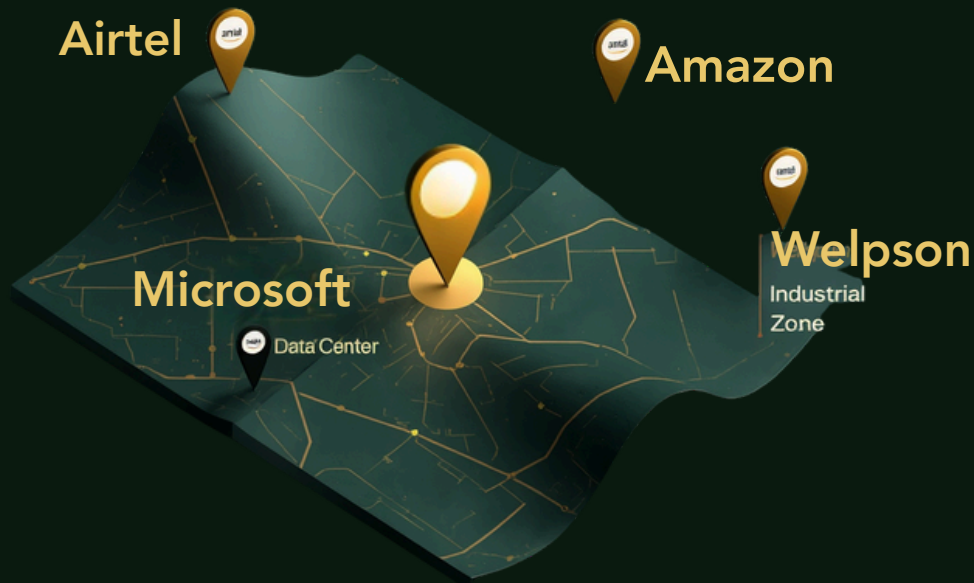 Airtel
Amazon
Welpson
Industrial
Zone
Microsoft
Data Center